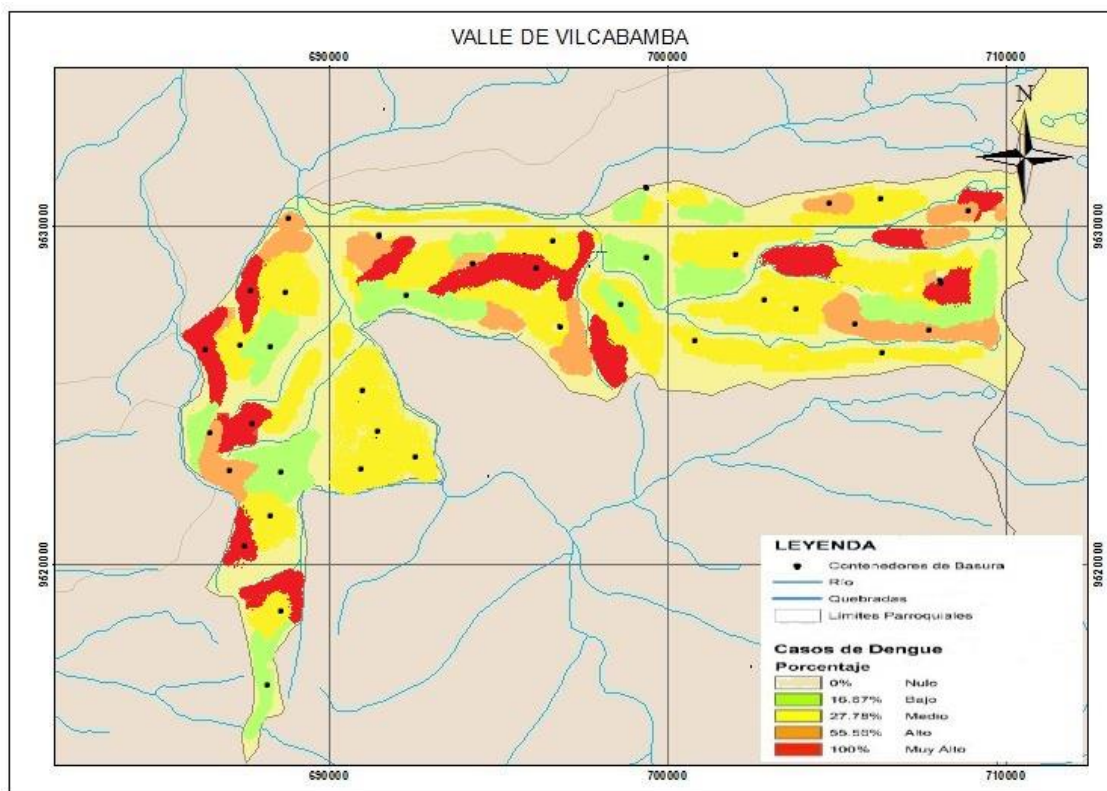 VALLE DE VILCABAMBA
690000 700000 710000
N
9630000 9630000
9620000 9620000
LEYENDA
Contenedores de Basura
Río
Quebradas
Limites Parroquiales
Casos de Dengue
Porcentaje
0% Nulo
16.67% Bajo
27.78% Medio
55.56% Alto
100% Muy Alto
690000 700000 710000